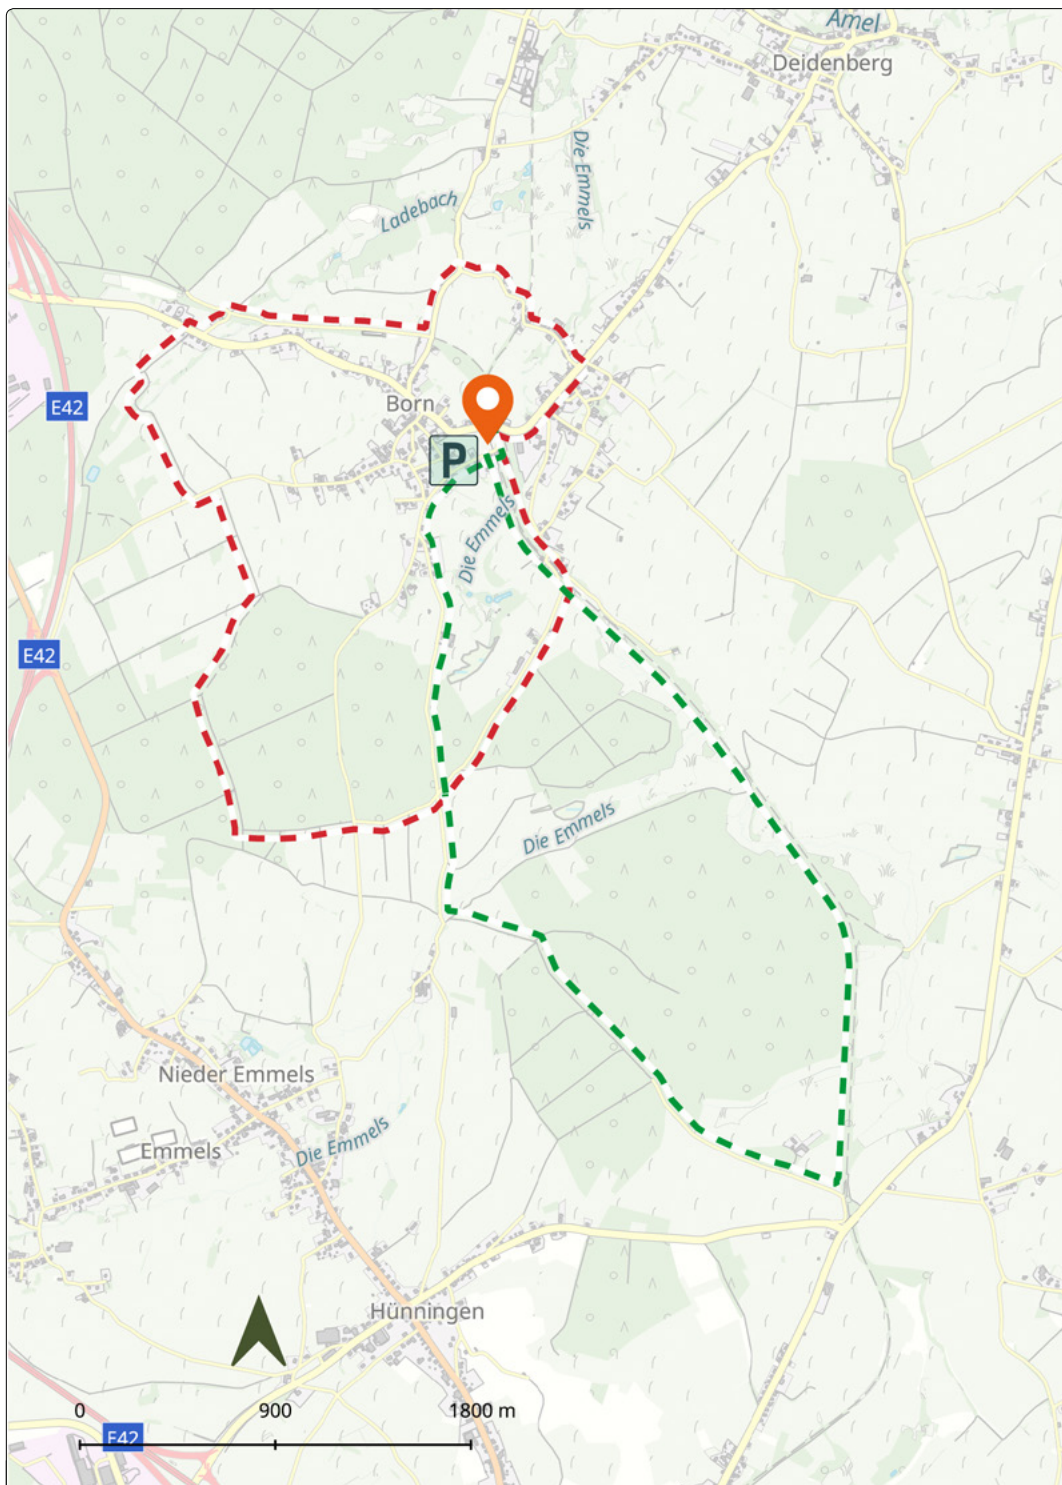 Amel
Deidenberg
Die Emmels
Ladebach
E42
Born
P
Die Emmels
E42
Die Emmels
Nieder Emmels
Die Emmels
Emmels
Hünningen
0 900 1800 m
E42